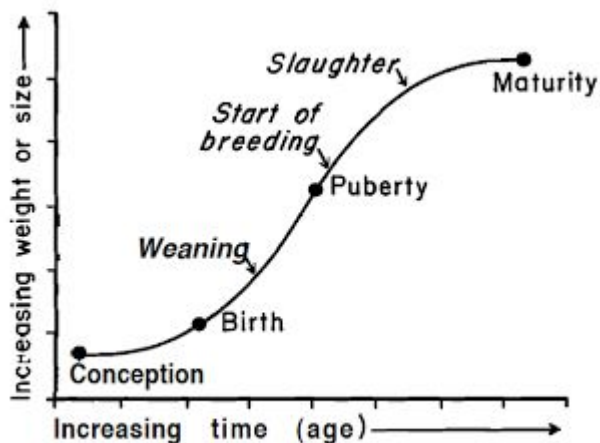 Increasing weight or size
Slaughter
Maturity
Start of
breeding
Puberty
Weaning
Birth
Conception
Increasing time (age)